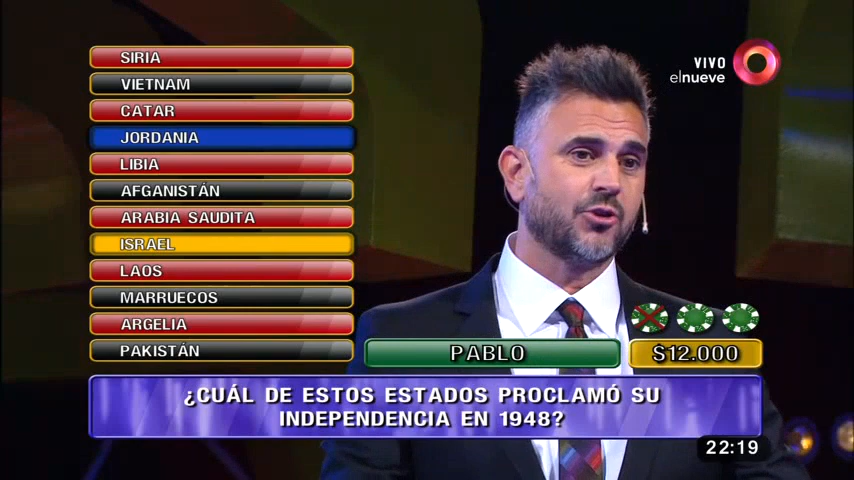 VIVO
elnueve
SIRIA
VIETNAM
CATAR
JORDANIA
LIBIA
AFGANISTÁN
ARABIA SAUDITA
ISRAEL
LAOS
MARRUECOS
ARGELIA
PAKISTÁN
PABLO
$12.000
¿CUÁL DE ESTOS ESTADOS PROCLAMÓ SU
INDEPENDENCIA EN 1948?
22:19